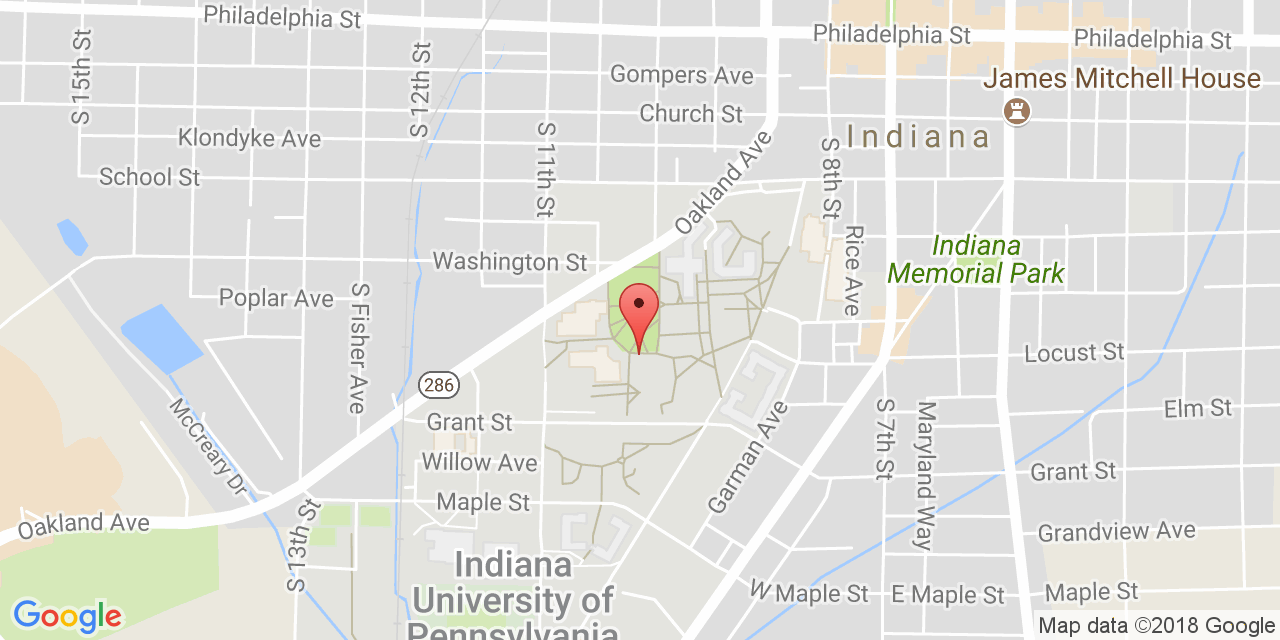 Philadelphia St
Philadelphia St
Philadelphia St
S 15th St
S 12th St
Gompers Ave
James Mitchell House
Church St
Klondyke Ave
S 11th St
Oakland Ave
Indiana
S 8th St
School St
Washington St
Rice Ave
Indiana
Memorial Park
Poplar Ave
S Fisher Ave
Locust St
286
McCreary Dr
Grant St
Garman Ave
S 7th St
Maryland Way
Elm St
Willow Ave
Grant St
Maple St
Oakland Ave
S 13th St
Grandview Ave
Indiana
University of
Pennsylvania
W Maple St
E Maple St
Maple St
Google
Map data ©2018 Google